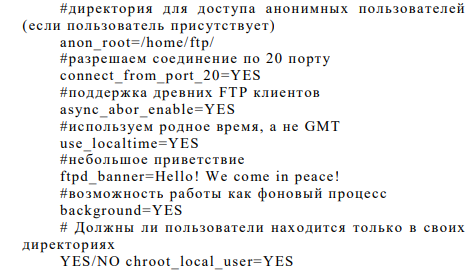 #директория для доступа анонимных пользователей
(если пользователь присутствует)
anon_root=/home/ftp/
#разрешаем соединение по 20 порту
connect_from_port_20=YES
#поддержка древних FTP клиентов
async_abor_enable=YES
#используем родное время, а не GMT
use_localtime=YES
#небольшое приветствие
ftpd_banner=Hello! We come in peace!
#возможность работы как фоновый процесс
background=YES
# Должны ли пользователи находится только в своих
директориях
YES/NO chroot_local_user=YES